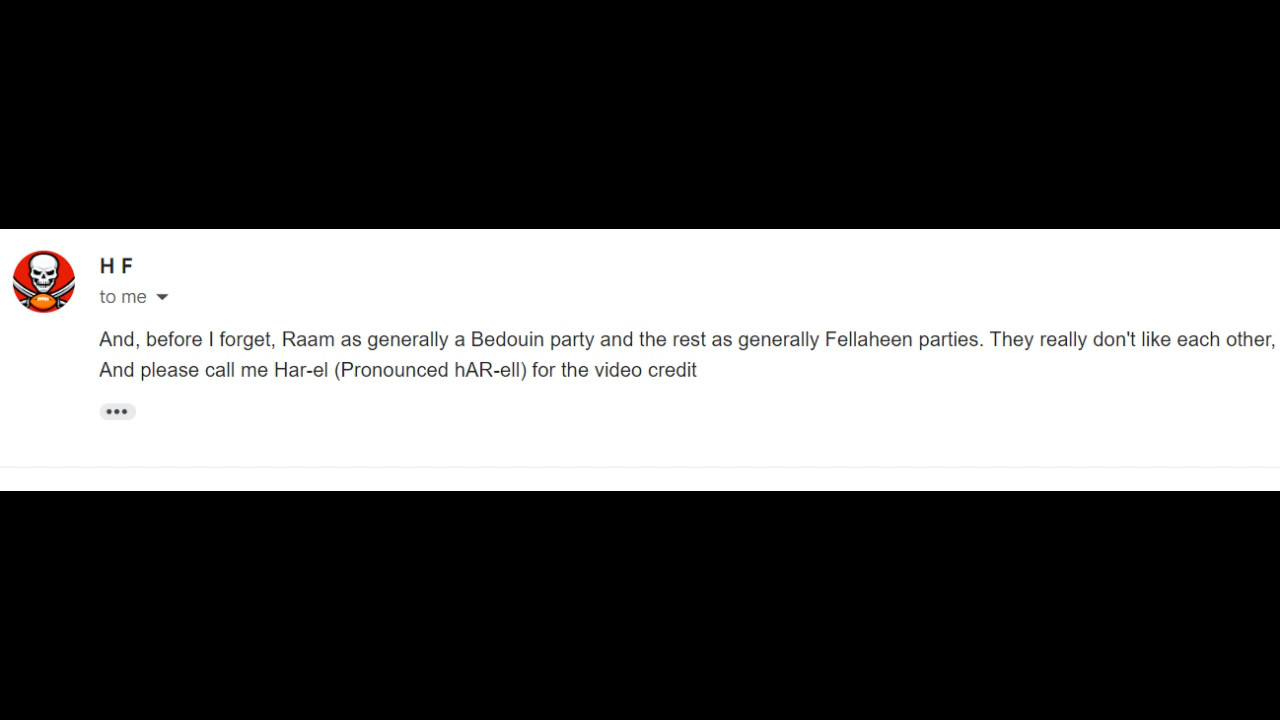 H F
to me
And, before I forget, Raam as generally a Bedouin party and the rest as generally Fellaheen parties. They really don't like each other,
And please call me Har-el (Pronounced hAR-ell) for the video credit